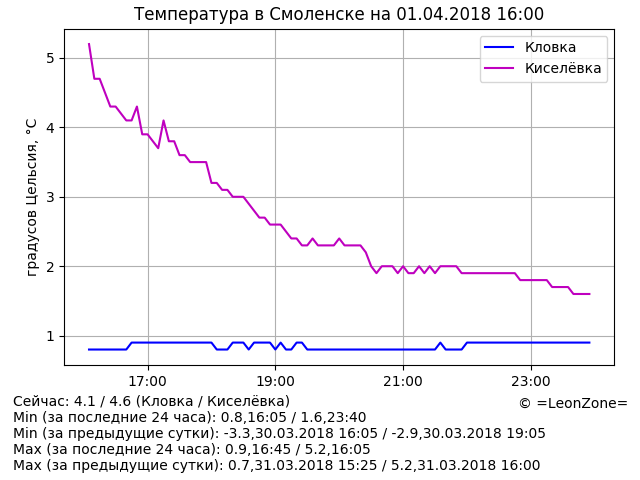 Температура в Смоленске на 01.04.2018 16:00
Кловка
Киселёвка
градусов Цельсия, °C
5
4
3
2
1
17:00
19:00
21:00
23:00
Сейчас: 4.1 / 4.6 (Кловка / Киселёвка)
© =LeonZone=
Min (за последние 24 часа): 0.8,16:05 / 1.6,23:40
Min (за предыдущие сутки): -3.3,30.03.2018 16:05 / -2.9,30.03.2018 19:05
Max (за последние 24 часа): 0.9,16:45 / 5.2,16:05
Max (за предыдущие сутки): 0.7,31.03.2018 15:25 / 5.2,31.03.2018 16:00